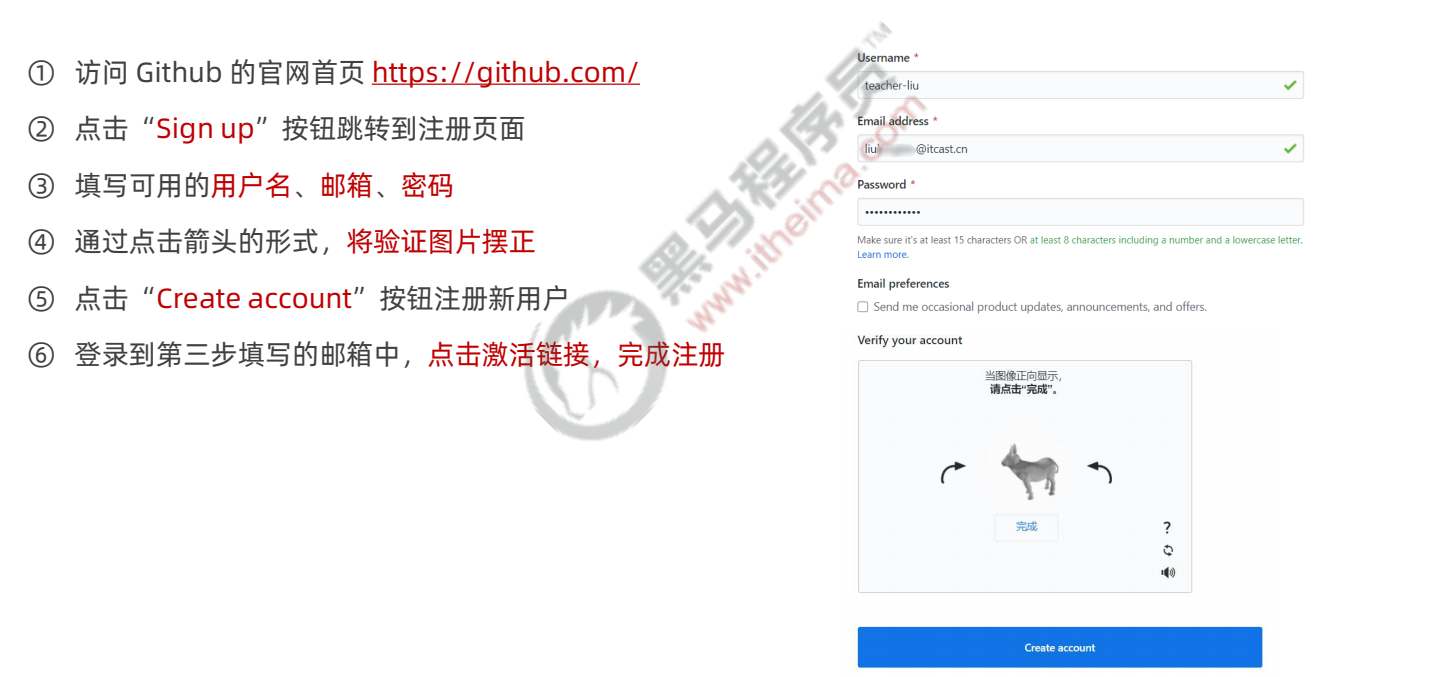 ① 访问 Github 的官网首页 https://github.com/
② 点击“Sign up”按钮跳转到注册页面
③ 填写可用的用户名、邮箱、密码
④ 通过点击箭头的形式，将验证图片摆正
⑤ 点击“Create account”按钮注册新用户
⑥ 登录到第三步填写的邮箱中，点击激活链接，完成注册
黑马程序员™
www.itheima.com
Username *
teacher-liu
Email address *
liu @itcast.cn
Password *
••••••••••••
Make sure it's at least 15 characters OR at least 8 characters including a number and a lowercase letter.
Learn more.
Email preferences
Send me occasional product updates, announcements, and offers.
Verify your account
当图像正向显示，
请点击“完成”。
完成
?
Create account